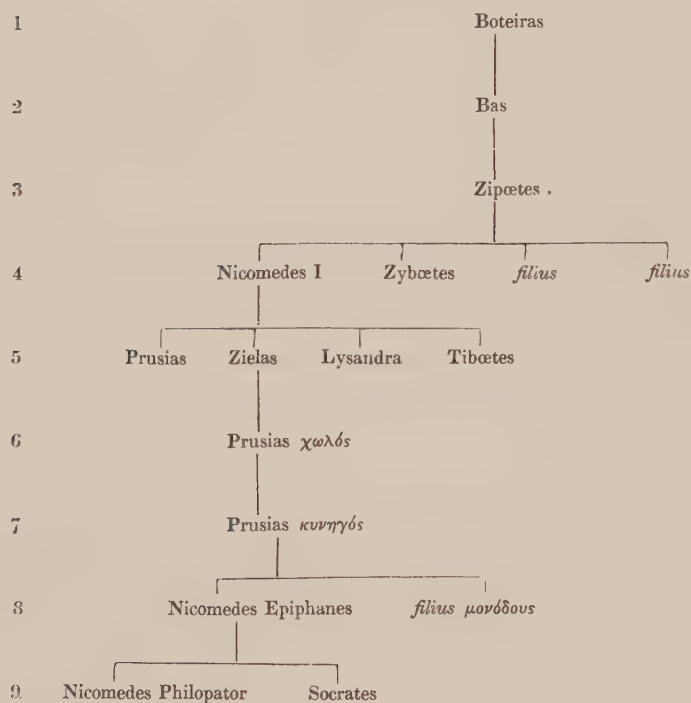 1 Boteiras
2 Bas
3 Zipœtes .
4 Nicomedes I Zybœtes filius filius
5 Prusias Zielas Lysandra Tibœtes
6 Prusias χωλός
7 Prusias κυνηγός
8 Nicomedes Epiphanes filius μονόδους
9 Nicomedes Philopator Socrates